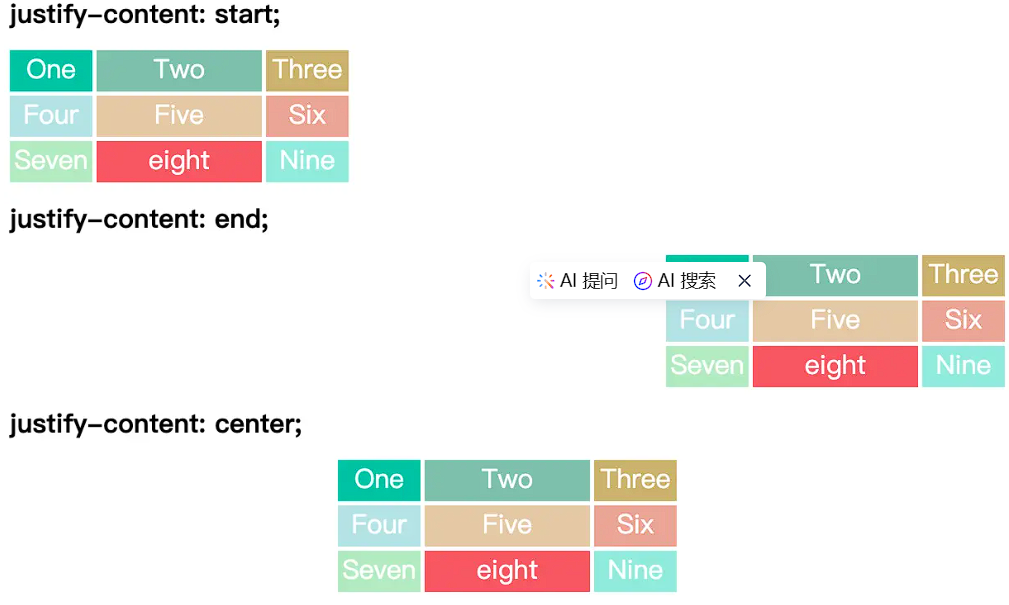 justify-content: start;
One Two Three
Four Five Six
Seven eight Nine
justify-content: end;
AI 提问 AI 搜索 Two Three
Four Five Six
Seven eight Nine
justify-content: center;
One Two Three
Four Five Six
Seven eight Nine